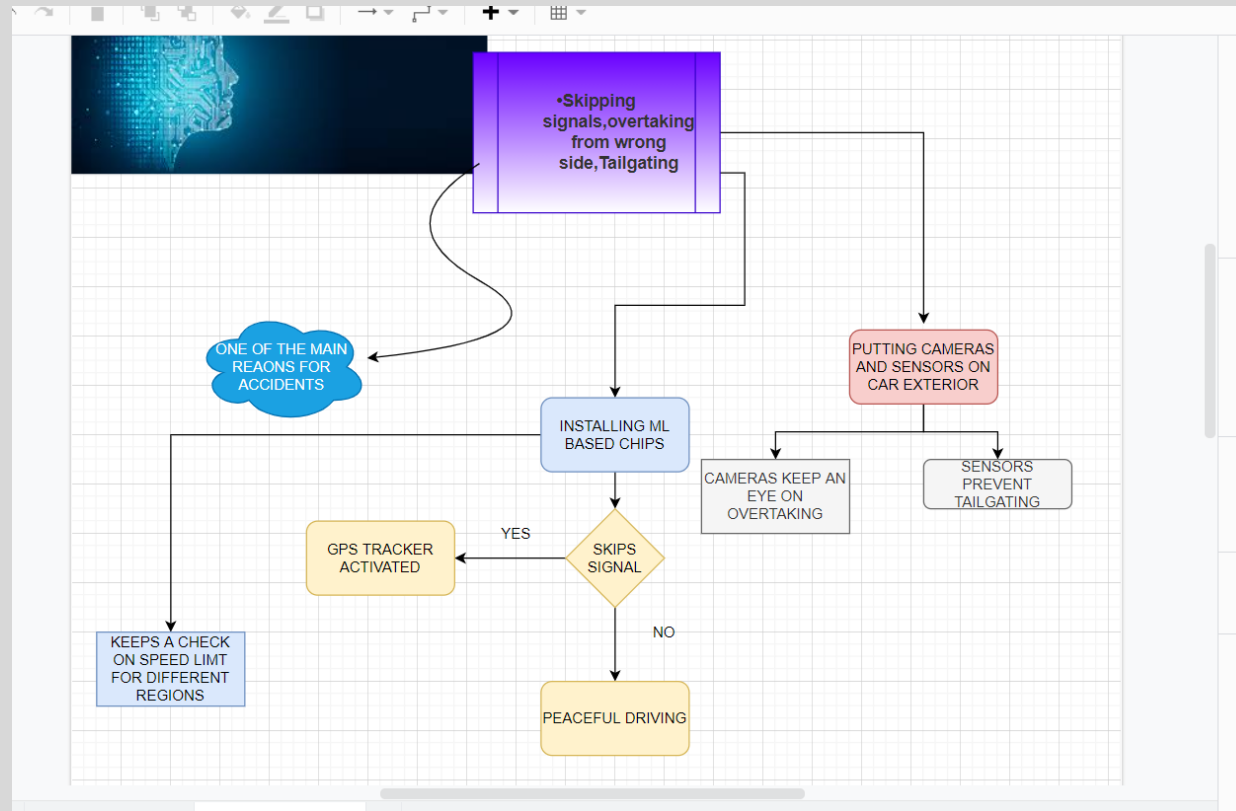 •Skipping
signals,overtaking
from wrong
side,Tailgating
ONE OF THE MAIN
REAONS FOR
ACCIDENTS
PUTTING CAMERAS
AND SENSORS ON
CAR EXTERIOR
INSTALLING ML
BASED CHIPS
CAMERAS KEEP AN
EYE ON
OVERTAKING
SENSORS
PREVENT
TAILGATING
YES
GPS TRACKER
ACTIVATED
SKIPS
SIGNAL
NO
KEEPS A CHECK
ON SPEED LIMT
FOR DIFFERENT
REGIONS
PEACEFUL DRIVING